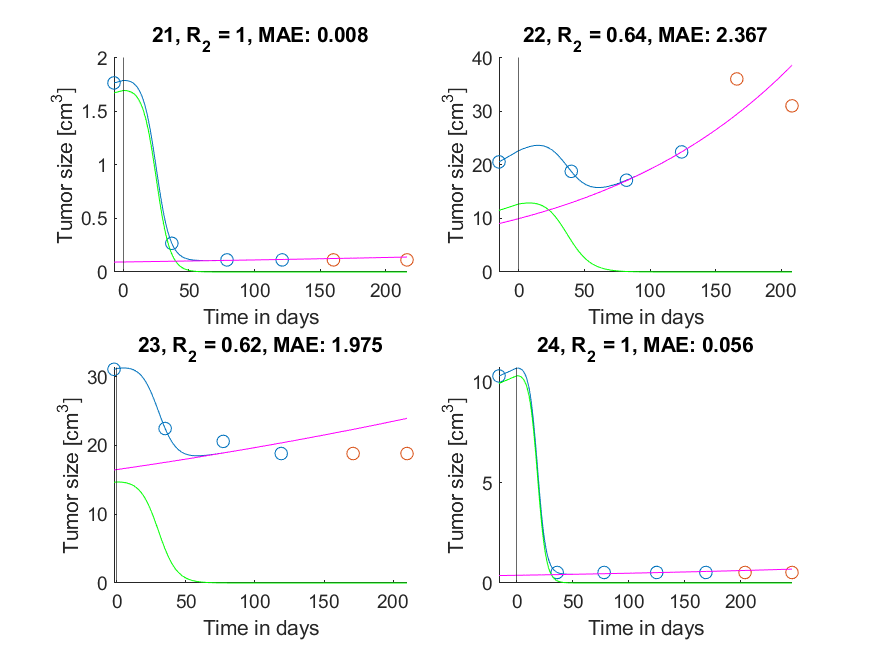 21, R₂ = 1, MAE: 0.008
Tumor size [cm³]
2
1.5
1
0.5
0
0 50 100 150 200
Time in days
22, R₂ = 0.64, MAE: 2.367
Tumor size [cm³]
40
30
20
10
0
0 50 100 150 200
Time in days
23, R₂ = 0.62, MAE: 1.975
Tumor size [cm³]
30
20
10
0
0 50 100 150 200
Time in days
24, R₂ = 1, MAE: 0.056
Tumor size [cm³]
10
5
0
0 50 100 150 200
Time in days